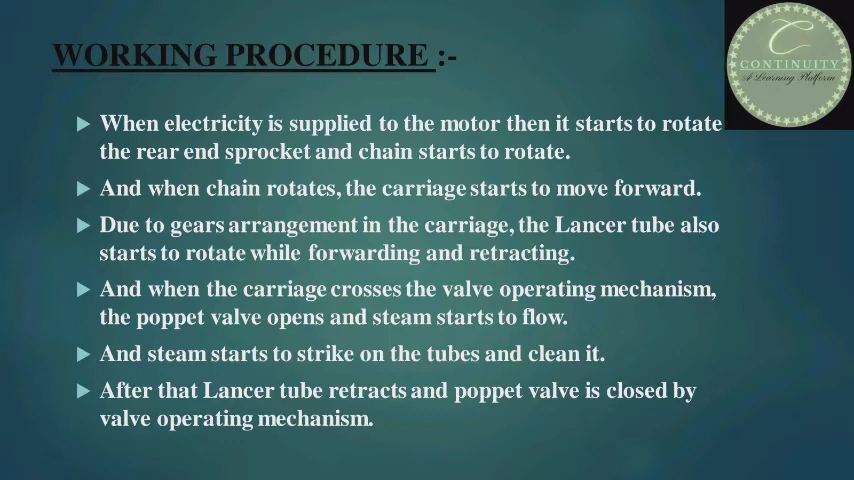 WORKING PROCEDURE :-
C
CONTINUITY
A Learning Platform
When electricity is supplied to the motor then it starts to rotate
the rear end sprocket and chain starts to rotate.
And when chain rotates, the carriage starts to move forward.
Due to gears arrangement in the carriage, the Lancer tube also
starts to rotate while forwarding and retracting.
And when the carriage crosses the valve operating mechanism,
the poppet valve opens and steam starts to flow.
And steam starts to strike on the tubes and clean it.
After that Lancer tube retracts and poppet valve is closed by
valve operating mechanism.